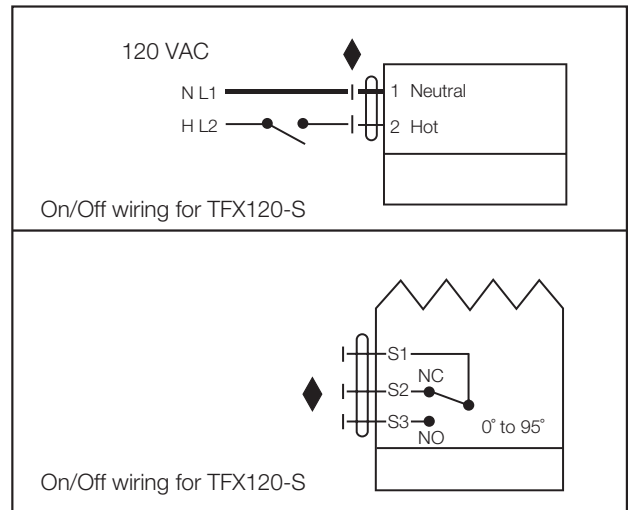 120 VAC
N L1
1 Neutral
H L2
2 Hot
On/Off wiring for TFX120-S
S1
S2
NC
S3
NO
0° to 95°
On/Off wiring for TFX120-S